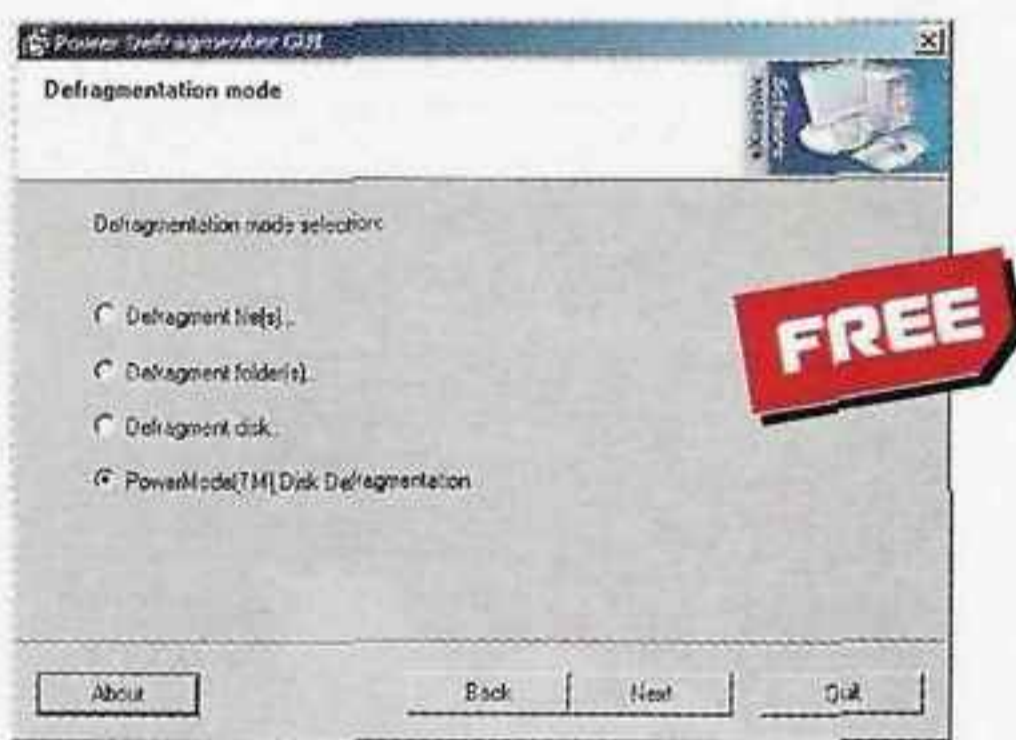 Power Defragmenter GUI
Defragmentation mode
Defragmentation mode selection:
Defragment file(s)...
Defragment folder(s)...
Defragment disk...
PowerMode(TM) Disk Defragmentation
FREE
About
Back
Next
Quit